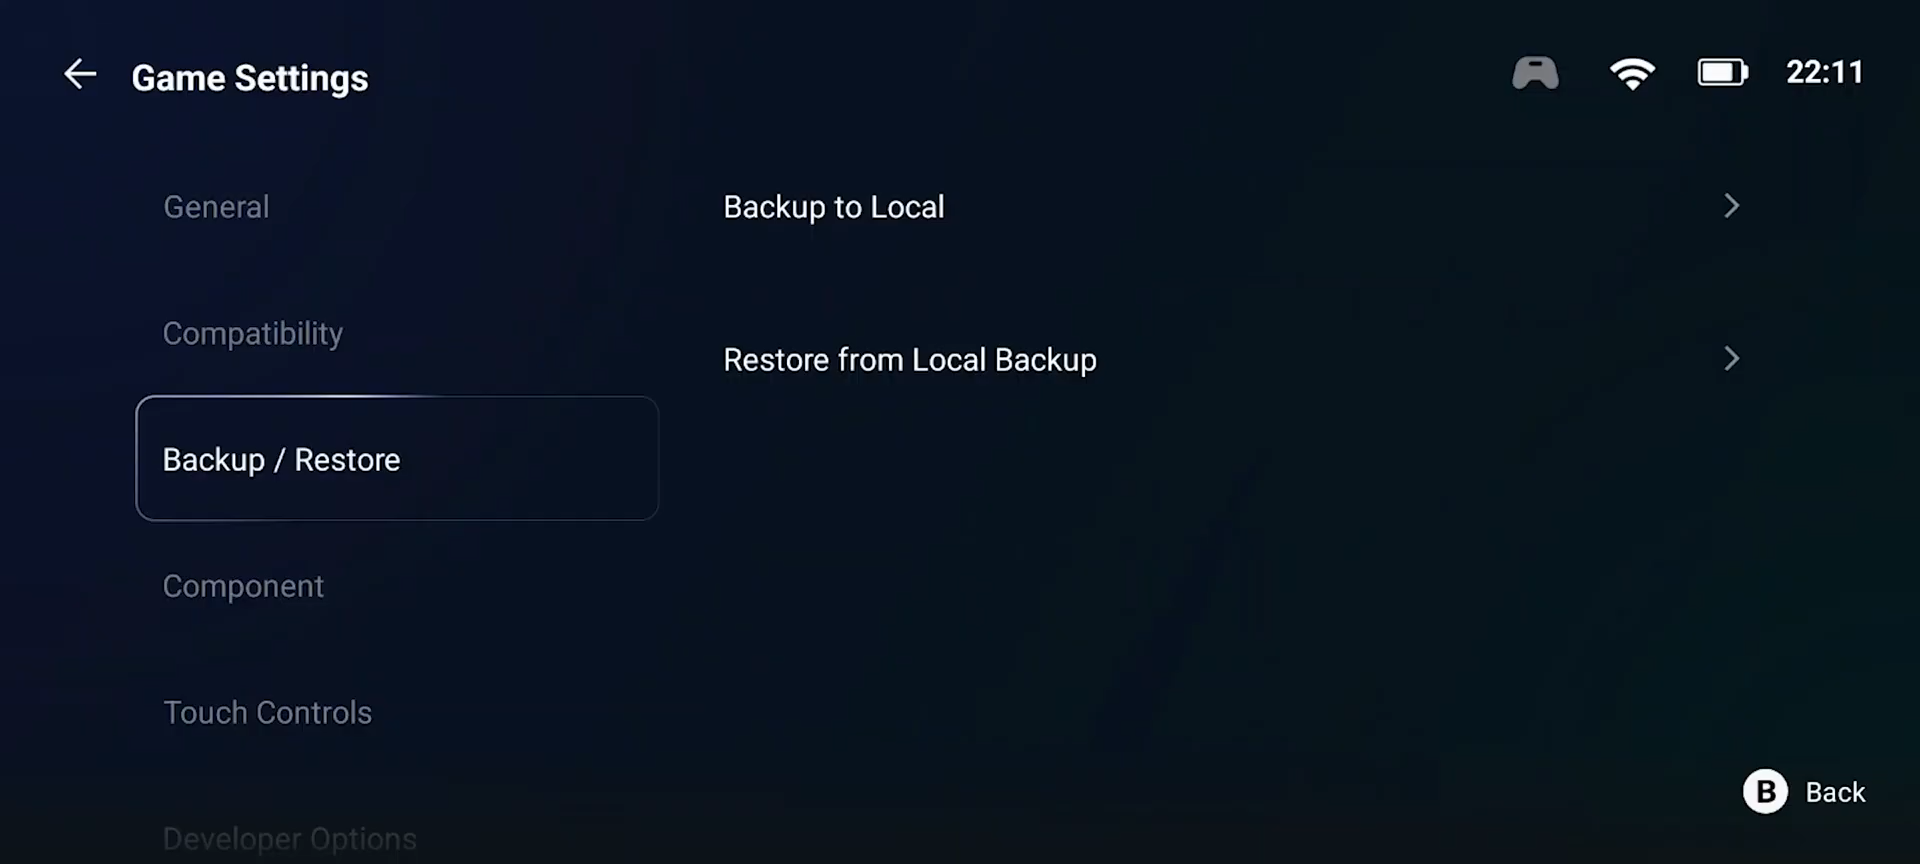 Game Settings
22:11
General
Compatibility
Backup / Restore
Component
Touch Controls
Developer Options
Backup to Local
Restore from Local Backup
B Back